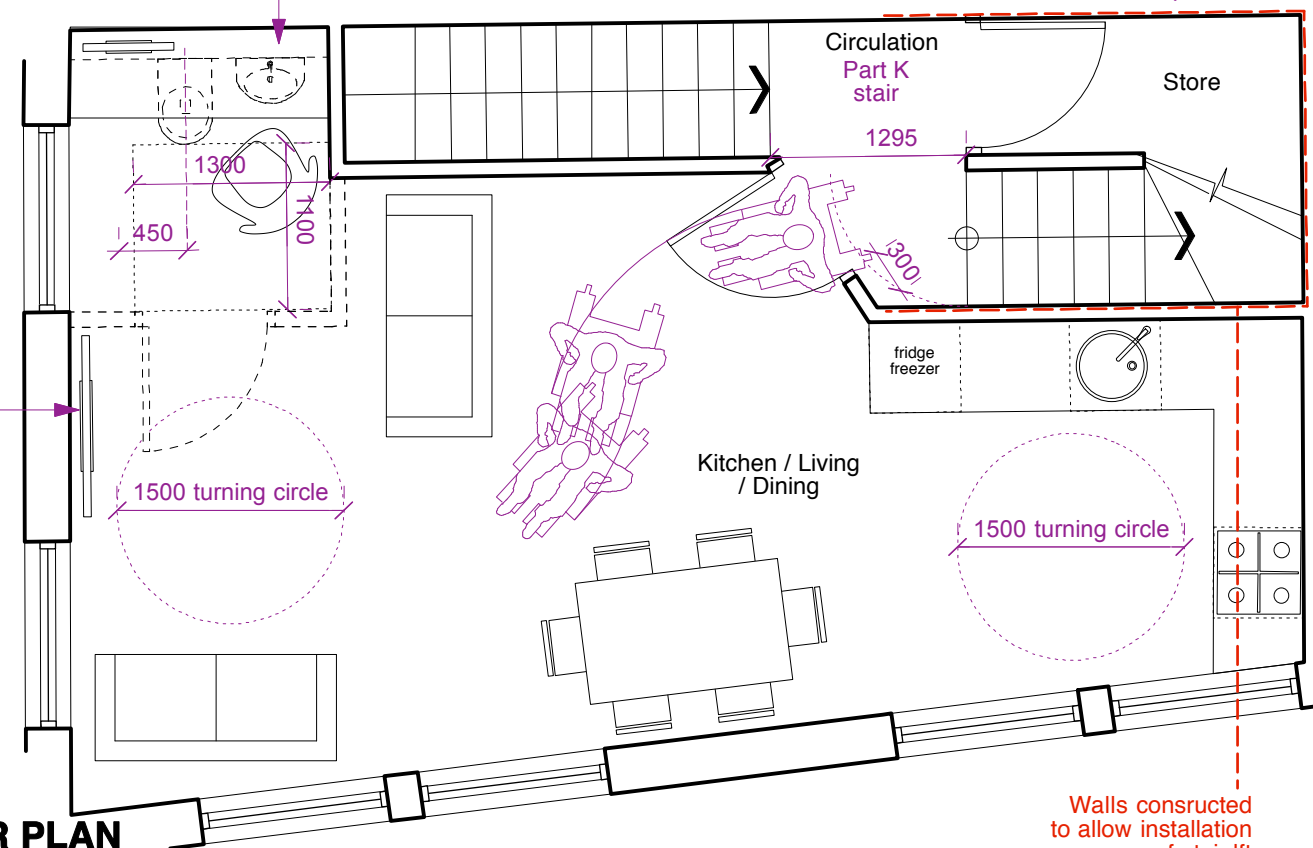 Circulation
Part K
stair
Store
1295
1300
1100
450
300
fridge
freezer
Kitchen / Living
/ Dining
1500 turning circle
1500 turning circle
R PLAN
Walls consructed
to allow installation